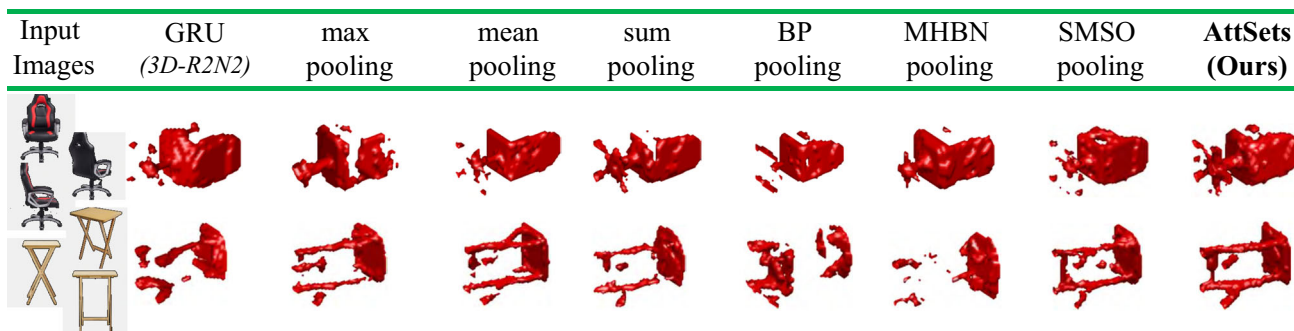 Input GRU max mean sum BP MHBN SMSO AttSets
Images (3D-R2N2) pooling pooling pooling pooling pooling pooling (Ours)